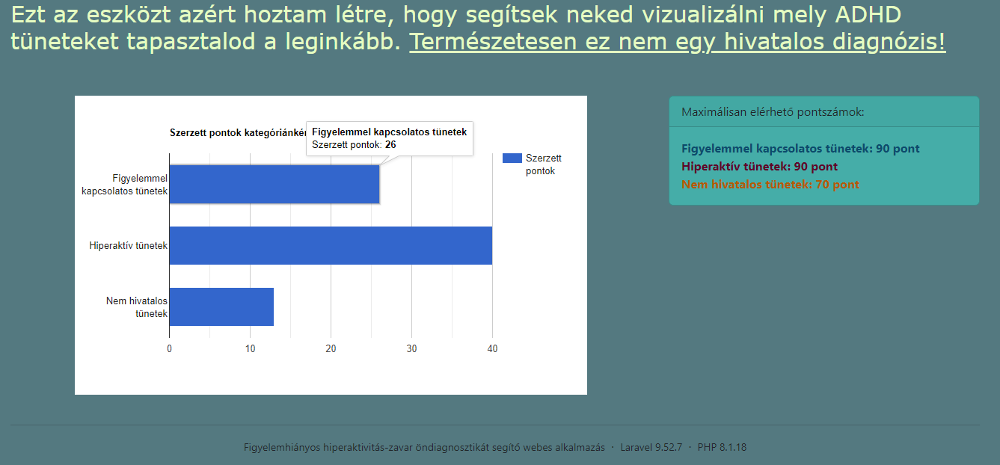 Ezt az eszközt azért hoztam létre, hogy segítsek neked vizualizálni mely ADHD
tüneteket tapasztalod a leginkább. Természetesen ez nem egy hivatalos diagnózis!
Szerzett pontok kategóriánkén
Figyelemmel kapcsolatos tünetek
Szerzett pontok: 26
Szerzett
pontok
Figyelemmel
kapcsolatos tünetek
Hiperaktív tünetek
Nem hivatalos
tünetek
0 10 20 30 40
Maximálisan elérhető pontszámok:
Figyelemmel kapcsolatos tünetek: 90 pont
Hiperaktív tünetek: 90 pont
Nem hivatalos tünetek: 70 pont
Figyelemhiányos hiperaktivitás-zavar öndiagnosztikát segítő webes alkalmazás · Laravel 9.52.7 · PHP 8.1.18